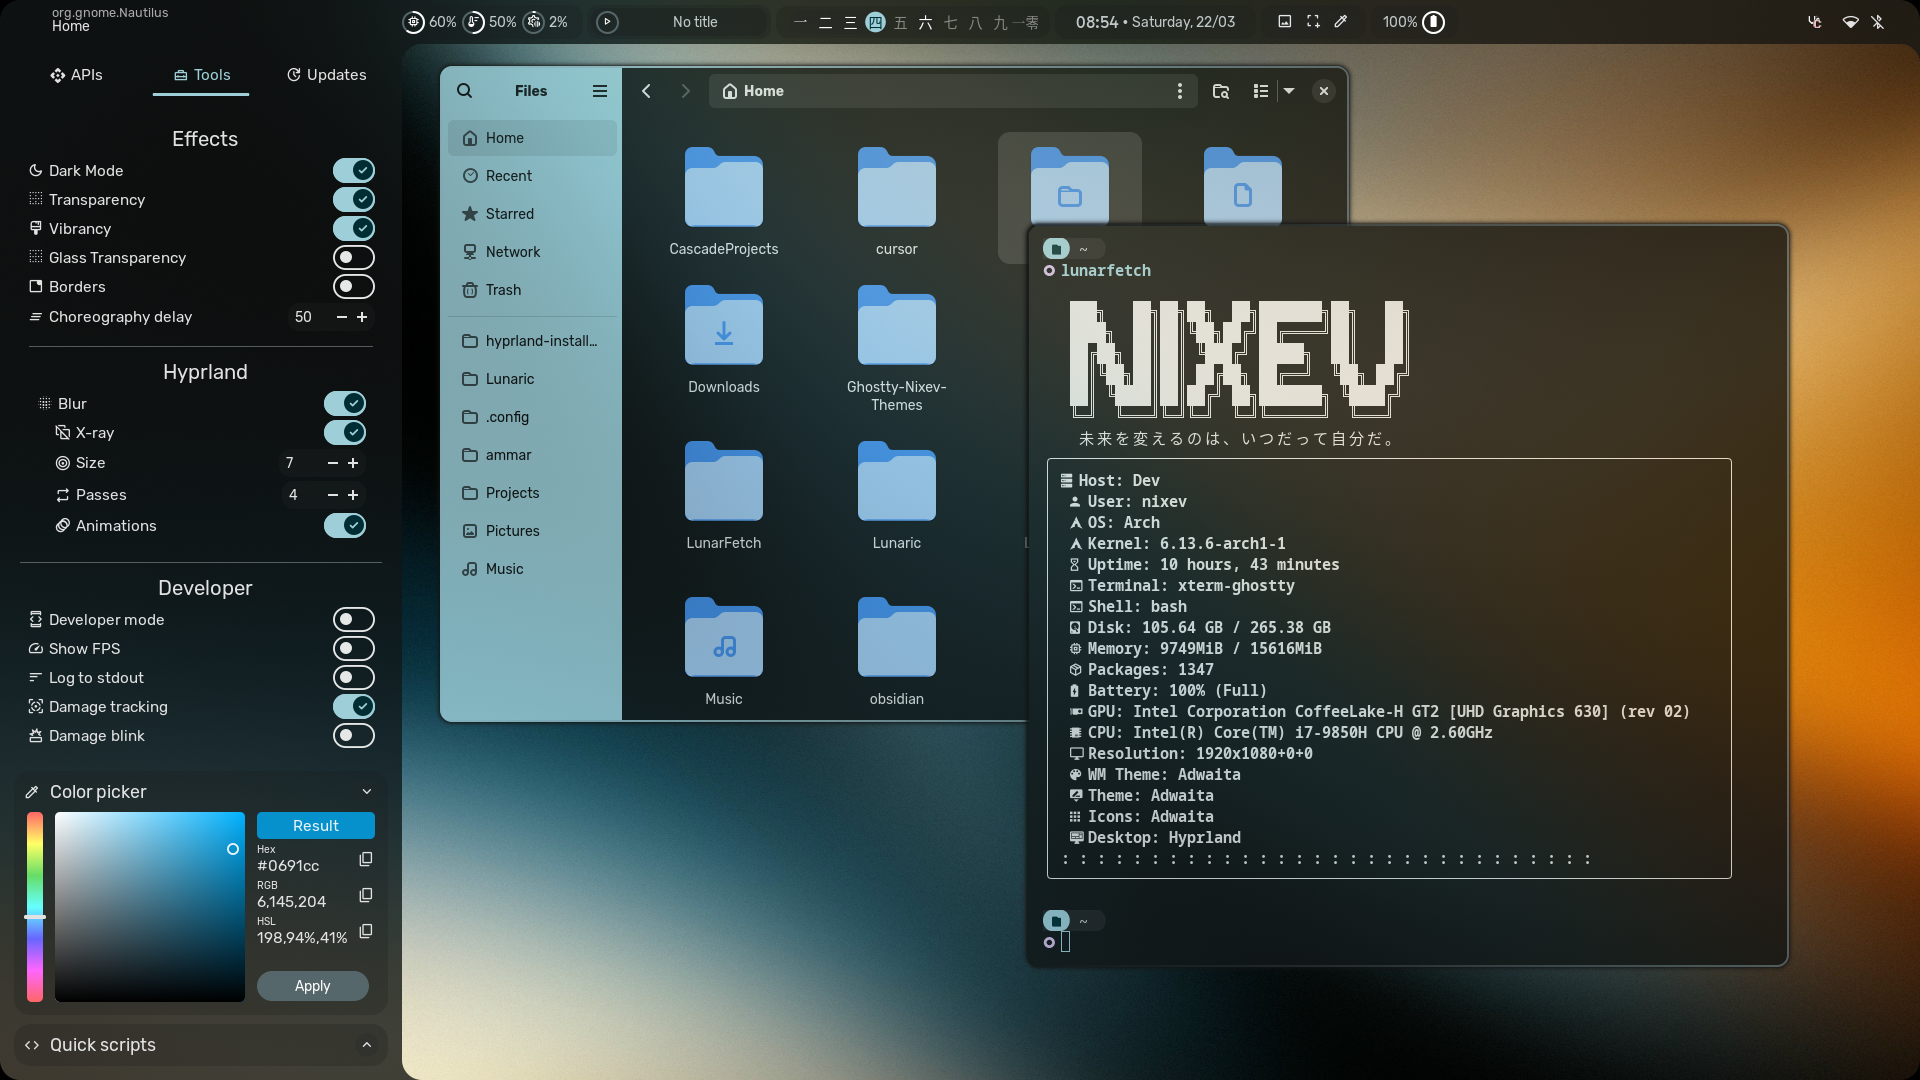 org.gnome.Nautilus
Home
60% 50% 2%
No title
一 二 三 四 五 六 七 八 九 一零
08:54 • Saturday, 22/03
100%
APIs Tools Updates
Effects
Dark Mode
Transparency
Vibrancy
Glass Transparency
Borders
Choreography delay 50 − +
Hyprland
Blur
X-ray
Size 7 − +
Passes 4 − +
Animations
Developer
Developer mode
Show FPS
Log to stdout
Damage tracking
Damage blink
Color picker
Result
Hex
#0691cc
RGB
6,145,204
HSL
198,94%,41%
Apply
Quick scripts
Files
Home
Home
Recent
Starred
Network
Trash
hyprland-install...
Lunaric
.config
ammar
Projects
Pictures
Music
CascadeProjects
cursor
Downloads
Ghostty-Nixev-
Themes
LunarFetch
Lunaric
L
Music
obsidian
~
lunarfetch
NIXEV
未来を変えるのは、いつだって自分だ。
Host: Dev
User: nixev
OS: Arch
Kernel: 6.13.6-arch1-1
Uptime: 10 hours, 43 minutes
Terminal: xterm-ghostty
Shell: bash
Disk: 105.64 GB / 265.38 GB
Memory: 9749MiB / 15616MiB
Packages: 1347
Battery: 100% (Full)
GPU: Intel Corporation CoffeeLake-H GT2 [UHD Graphics 630] (rev 02)
CPU: Intel(R) Core(TM) i7-9850H CPU @ 2.60GHz
Resolution: 1920x1080+0+0
WM Theme: Adwaita
Theme: Adwaita
Icons: Adwaita
Desktop: Hyprland
: : : : : : : : : : : : : : : : : : : : : : : : : : : : : :
~